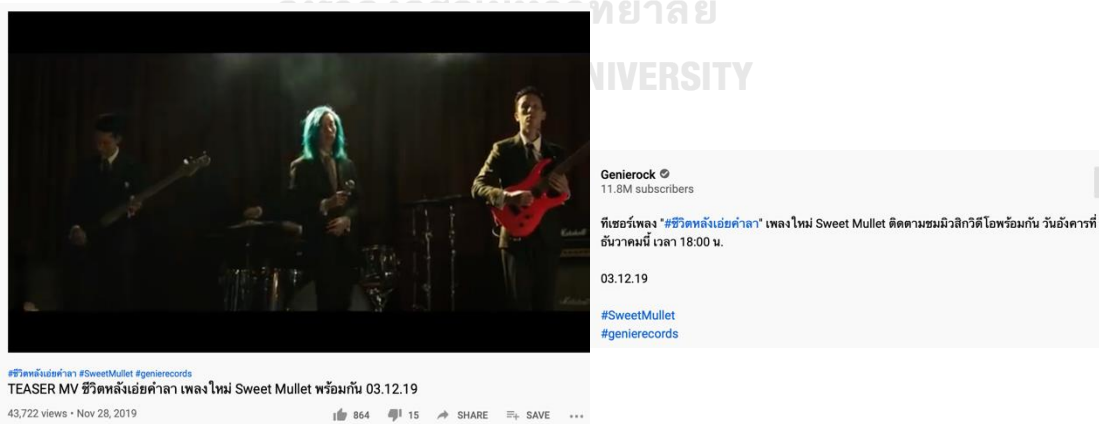 NIVERSITY
#ชีวิตหลังเอ่ยคำลา #SweetMullet #genierecords
TEASER MV ชีวิตหลังเอ่ยคำลา เพลงใหม่ Sweet Mullet พร้อมกัน 03.12.19
43,722 views • Nov 28, 2019
864 15 SHARE SAVE
Genierock
11.8M subscribers
ทีเซอร์เพลง "#ชีวิตหลังเอ่ยคำลา" เพลงใหม่ Sweet Mullet ติดตามชมมิวสิกวิดีโอพร้อมกัน วันอังคารที่
ธันวาคมนี้ เวลา 18:00 น.
03.12.19
#SweetMullet
#genierecords